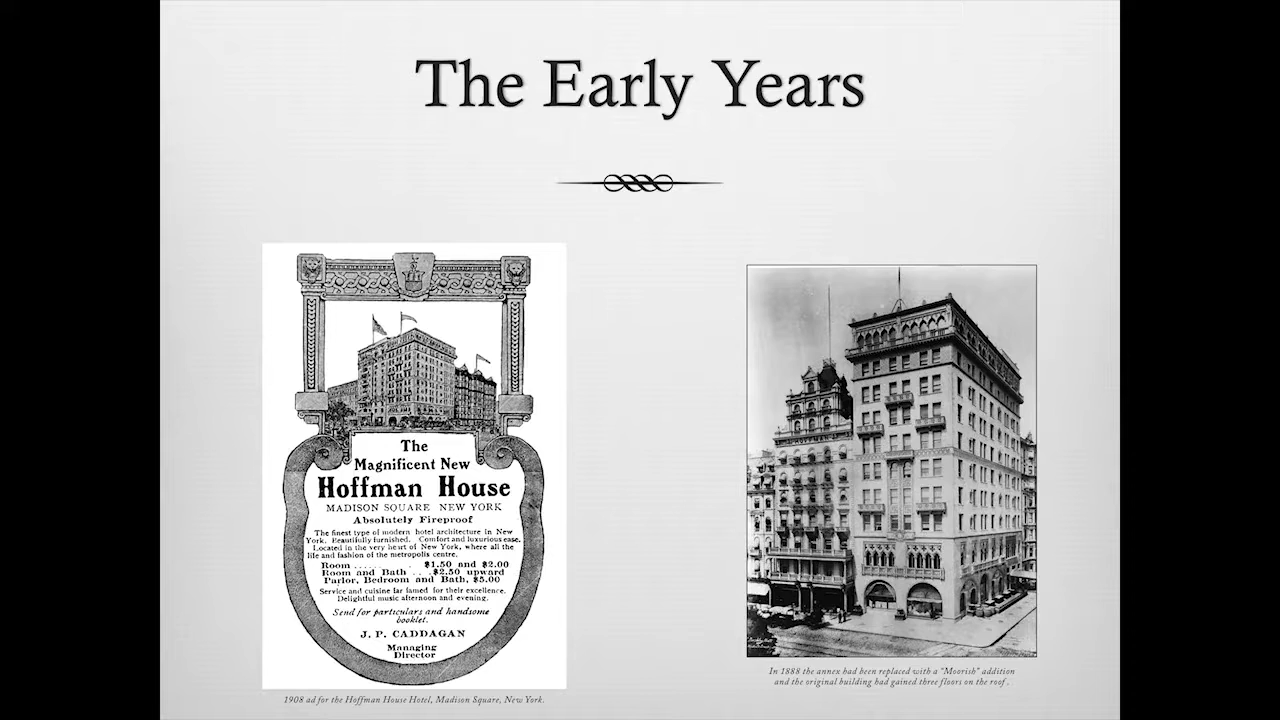 The Early Years
The
Magnificent New
Hoffman House
MADISON SQUARE NEW YORK
Absolutely Fireproof
The finest type of modern hotel architecture in New
York. Beautifully furnished. Comfort and luxurious ease.
Located in the very heart of New York, where all the
life and fashion of the metropolis centre.
Room ...... . $1.50 and $2.00
Room and Bath . . . $2.50 upward
Parlor, Bedroom and Bath, $5.00
Service and cuisine far famed for their excellence.
Delightful music afternoon and evening.
Send for particulars and handsome
booklet.
J. P. CADDAGAN
Managing
Director
1908 ad for the Hoffman House Hotel, Madison Square, New York.
In 1888 the annex had been replaced with a "Moorish" addition
and the original building had gained three floors on the roof .